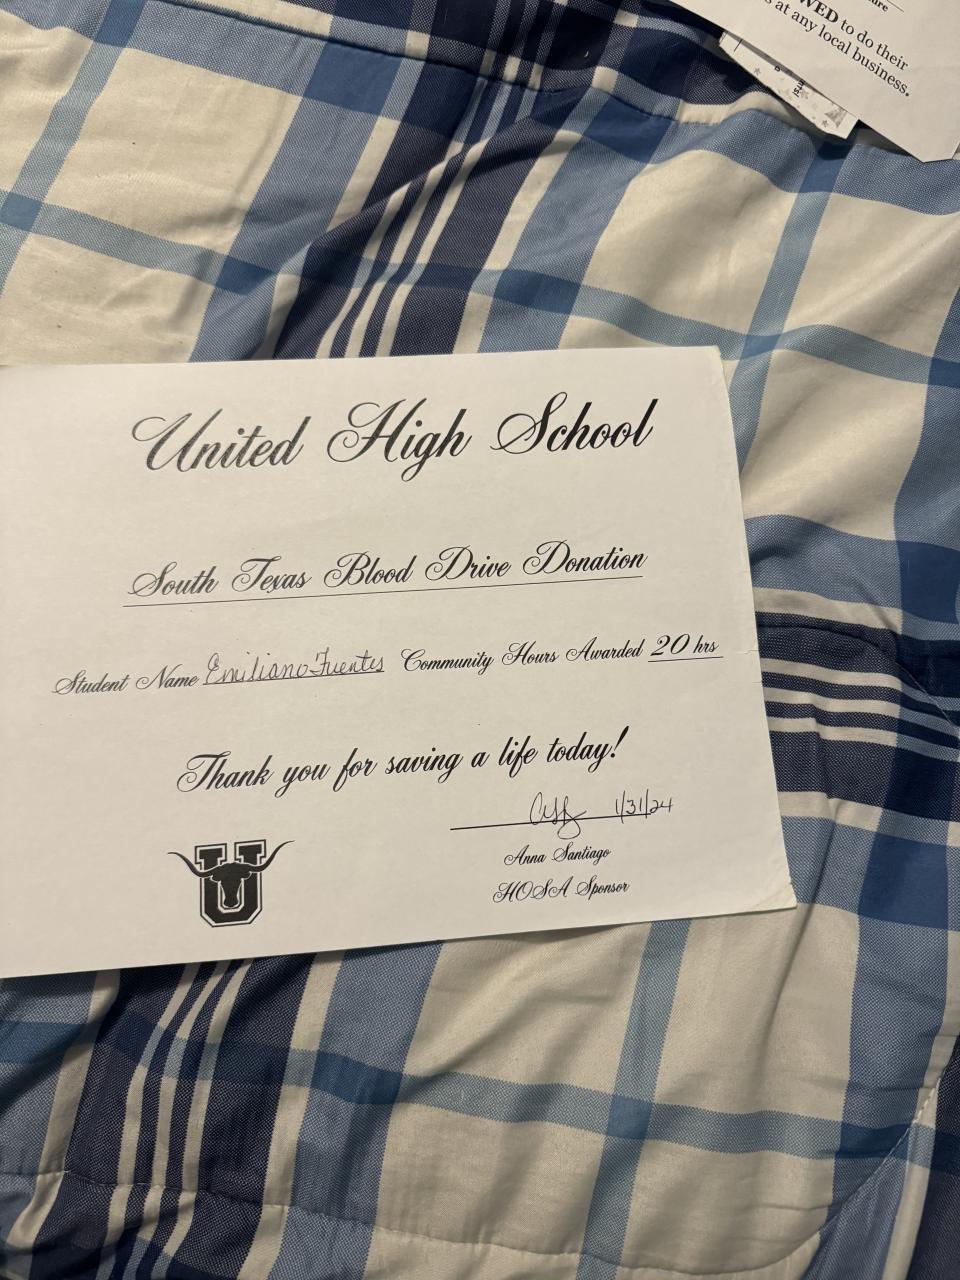 ure
WED to do their
s at any local business.
United High School
South Texas Blood Drive Donation
Student Name Emiliano Fuentes Community Hours Awarded 20 hrs
Thank you for saving a life today!
1/31/24
Anna Santiago
HOSA Sponsor
U